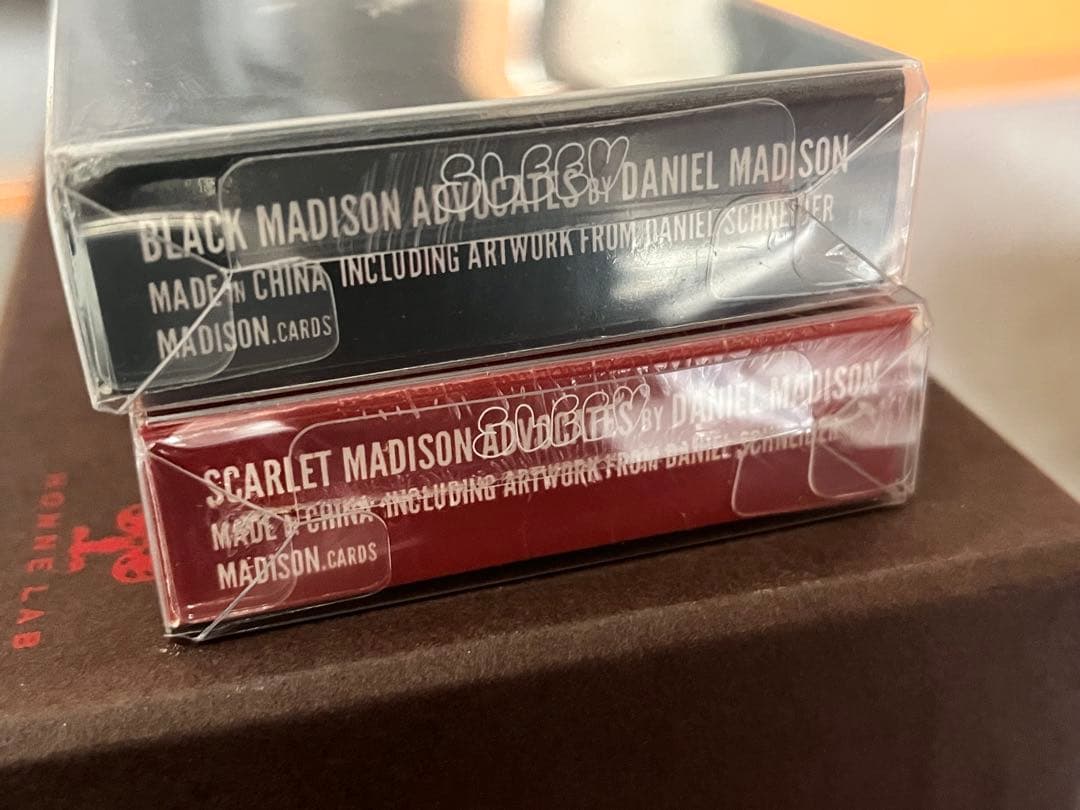 SLEEV
BLACK MADISON ADVOCATES BY DANIEL MADISON
MADE IN CHINA INCLUDING ARTWORK FROM DANIEL SCHNEIDER
MADISON.CARDS
SLEEV
SCARLET MADISON ADVOCATES BY DANIEL MADISON
MADE IN CHINA INCLUDING ARTWORK FROM DANIEL SCHNEIDER
MADISON.CARDS